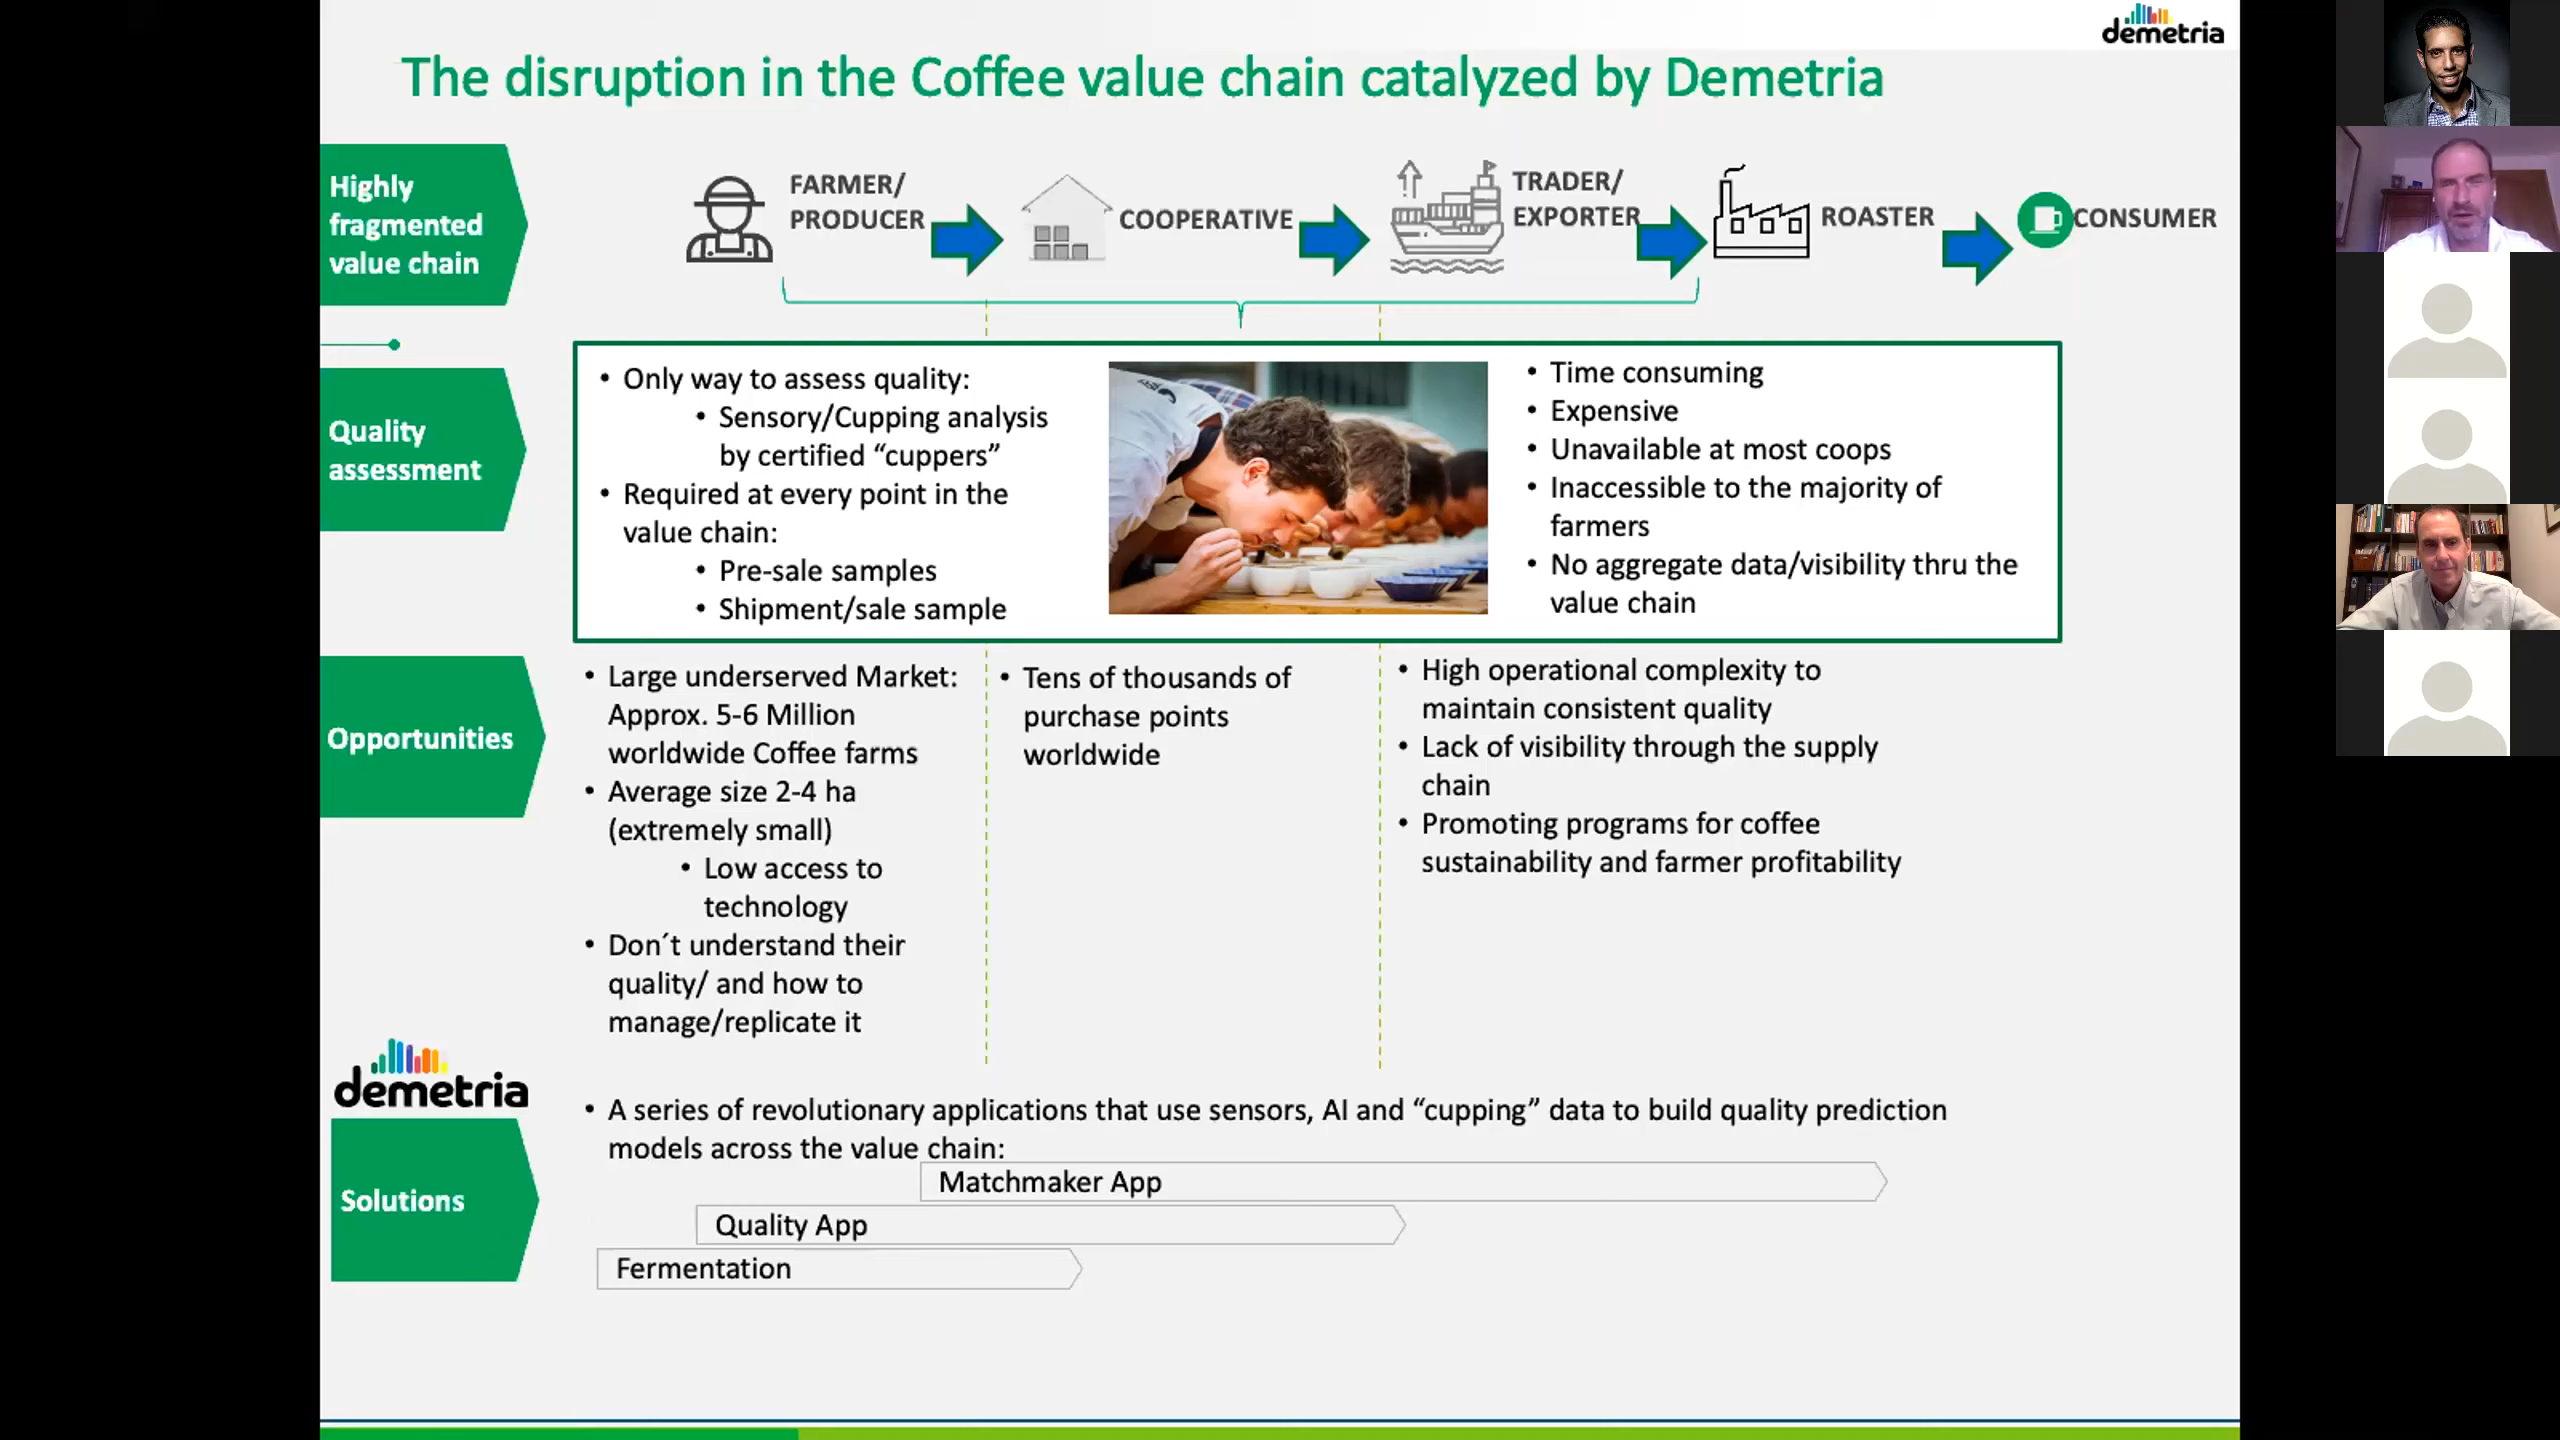 demetria
The disruption in the Coffee value chain catalyzed by Demetria
Highly
fragmented
value chain
FARMER/
PRODUCER
COOPERATIVE
TRADER/
EXPORTER
ROASTER
CONSUMER
Quality
assessment
• Only way to assess quality:
• Sensory/Cupping analysis
by certified “cuppers”
• Required at every point in the
value chain:
• Pre-sale samples
• Shipment/sale sample
• Time consuming
• Expensive
• Unavailable at most coops
• Inaccessible to the majority of
farmers
• No aggregate data/visibility thru the
value chain
Opportunities
• Large underserved Market:
Approx. 5-6 Million
worldwide Coffee farms
• Average size 2-4 ha
(extremely small)
• Low access to
technology
• Don´t understand their
quality/ and how to
manage/replicate it
• Tens of thousands of
purchase points
worldwide
• High operational complexity to
maintain consistent quality
• Lack of visibility through the supply
chain
• Promoting programs for coffee
sustainability and farmer profitability
demetria
Solutions
• A series of revolutionary applications that use sensors, AI and “cupping” data to build quality prediction
models across the value chain:
Matchmaker App
Quality App
Fermentation